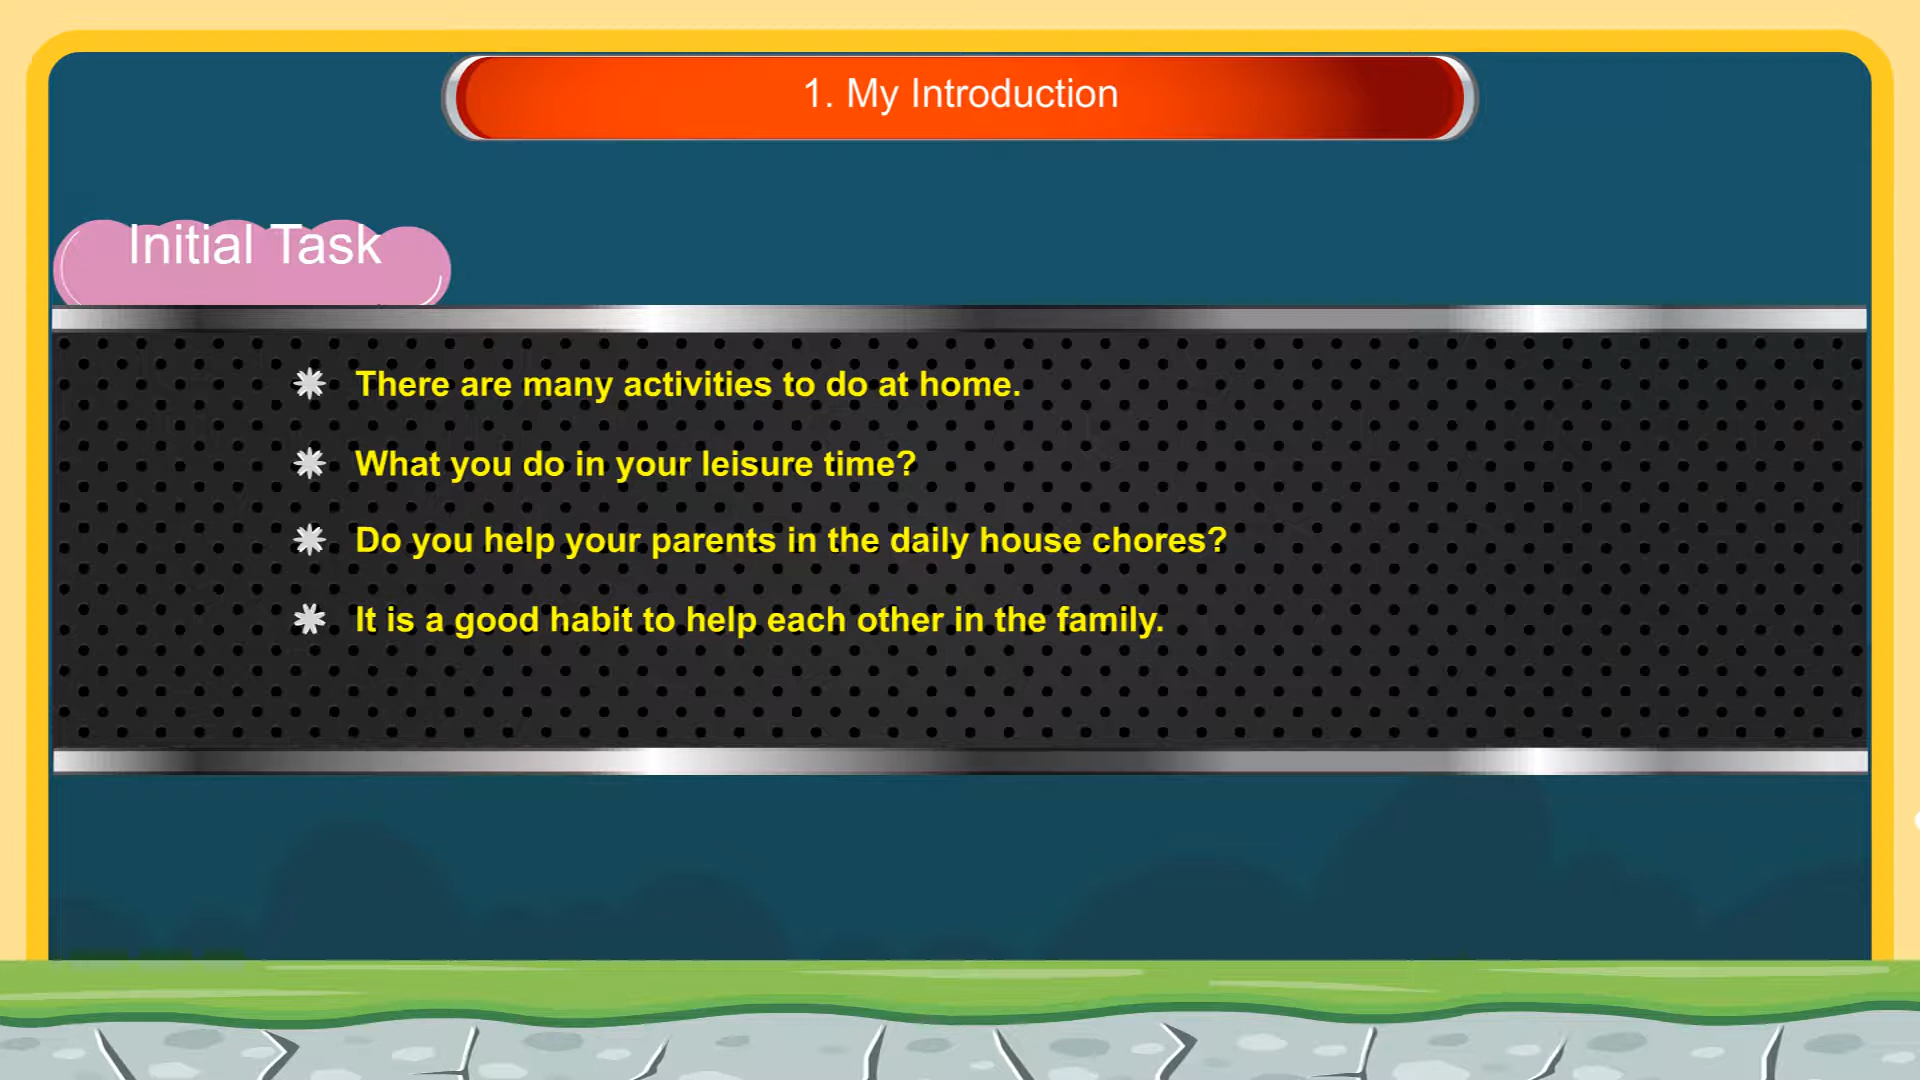 1. My Introduction
Initial Task
There are many activities to do at home.
What you do in your leisure time?
Do you help your parents in the daily house chores?
It is a good habit to help each other in the family.